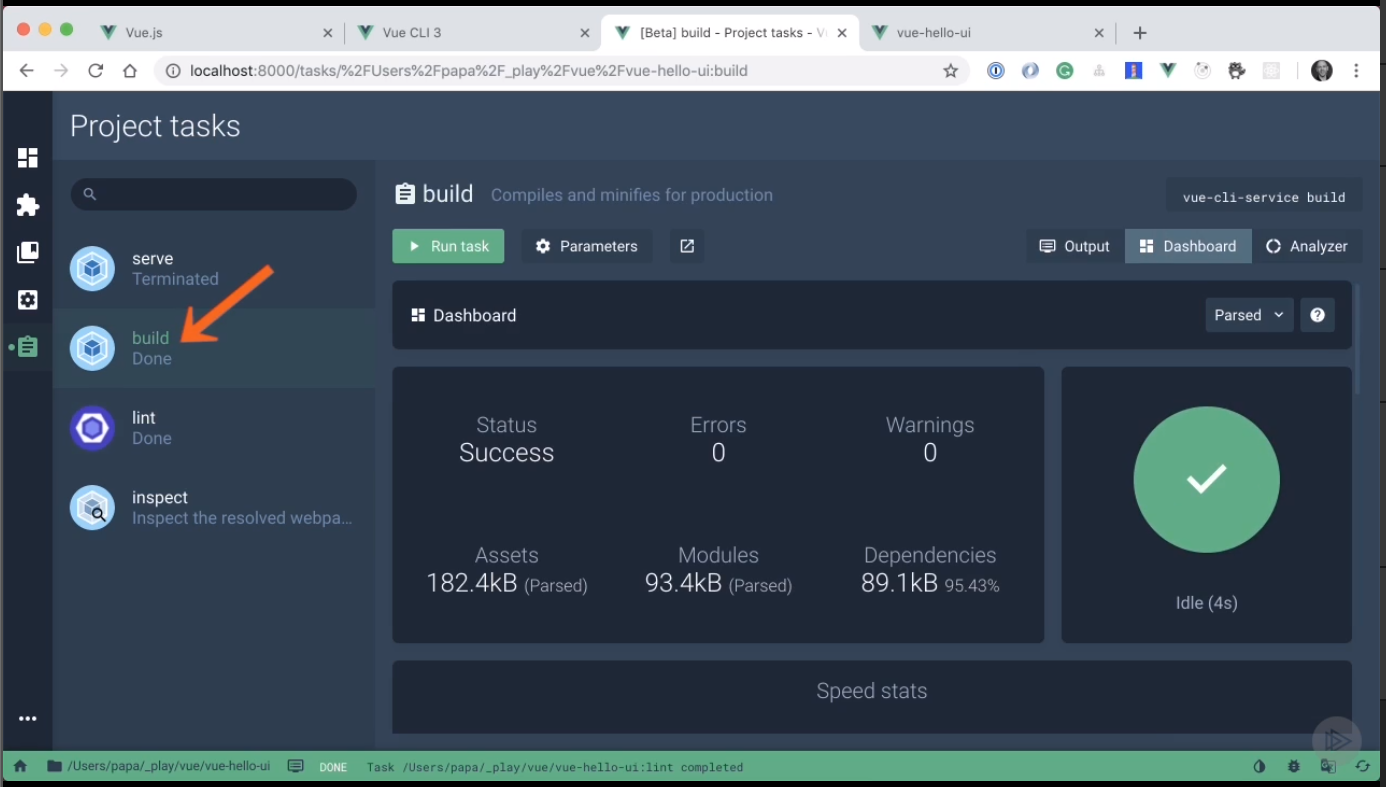 Vue.js
Vue CLI 3
[Beta] build - Project tasks - V
vue-hello-ui
localhost:8000/tasks/%2FUsers%2Fpapa%2F_play%2Fvue%2Fvue-hello-ui:build
Project tasks
build Compiles and minifies for production
vue-cli-service build
Run task
Parameters
Output
Dashboard
Analyzer
serve
Terminated
build
Done
lint
Done
inspect
Inspect the resolved webpa...
Dashboard
Parsed
Status
Success
Errors
0
Warnings
0
Assets
182.4kB (Parsed)
Modules
93.4kB (Parsed)
Dependencies
89.1kB 95.43%
Idle (4s)
Speed stats
/Users/papa/_play/vue/vue-hello-ui
DONE Task /Users/papa/_play/vue/vue-hello-ui:lint completed